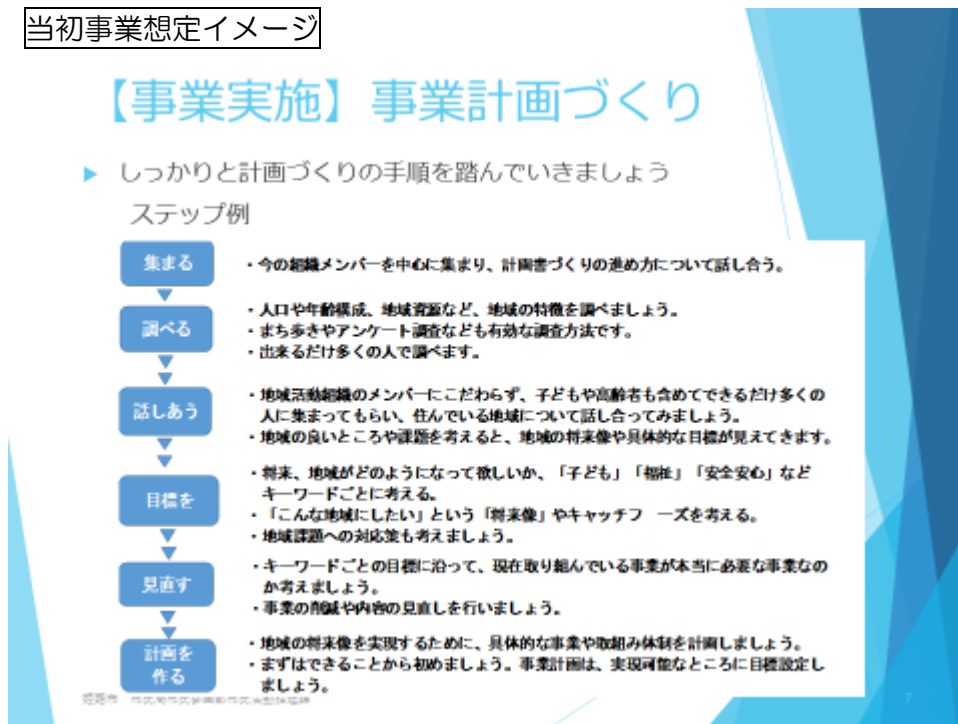 当初事業想定イメージ
【事業実施】事業計画づくり
しっかりと計画づくりの手順を踏んでいきましょう
ステップ例
集まる
・今の組織メンバーを中心に集まり、計画書づくりの進め方について話し合う。
調べる
・人口や年齢構成、地域資源など、地域の特徴を調べましょう。
・まち歩きやアンケート調査なども有効な調査方法です。
・出来るだけ多くの人で調べます。
話しあう
・地域活動組織のメンバーにこだわらず、子どもや高齢者も含めてできるだけ多くの
人に集まってもらい、住んでいる地域について話し合ってみましょう。
・地域の良いところや課題を考えると、地域の将来像や具体的な目標が見えてきます。
目標を
・将来、地域がどのようになって欲しいか、「子ども」「福祉」「安全安心」など
キーワードごとに考える。
・「こんな地域にしたい」という「将来像」やキャッチフ ーズを考える。
・地域課題への対応策も考えましょう。
見直す
・キーワードごとの目標に沿って、現在取り組んでいる事業が本当に必要な事業なの
か考えましょう。
・事業の削減や内容の見直しを行いましょう。
計画を
作る
・地域の将来像を実現するために、具体的な事業や取組み体制を計画しましょう。
・まずはできることから初めましょう。事業計画は、実現可能なところに目標設定し
ましょう。
7